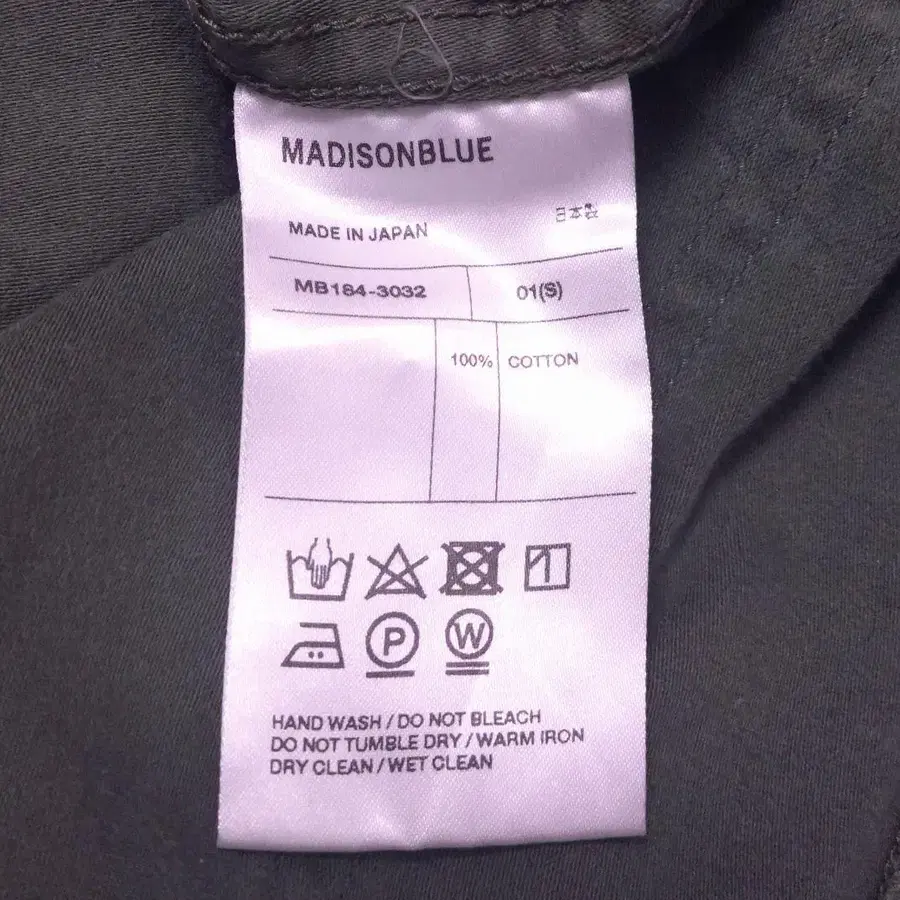 MADISONBLUE
日本製
MADE IN JAPAN
MB184-3032 01(S)
100% COTTON
P W
HAND WASH / DO NOT BLEACH
DO NOT TUMBLE DRY / WARM IRON
DRY CLEAN / WET CLEAN